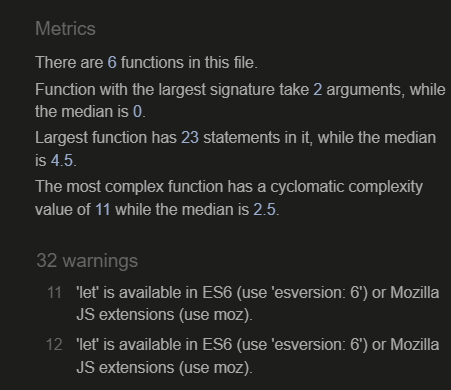 Metrics
There are 6 functions in this file.
Function with the largest signature take 2 arguments, while
the median is 0.
Largest function has 23 statements in it, while the median
is 4.5.
The most complex function has a cyclomatic complexity
value of 11 while the median is 2.5.
32 warnings
11 'let' is available in ES6 (use 'esversion: 6') or Mozilla
JS extensions (use moz).
12 'let' is available in ES6 (use 'esversion: 6') or Mozilla
JS extensions (use moz).